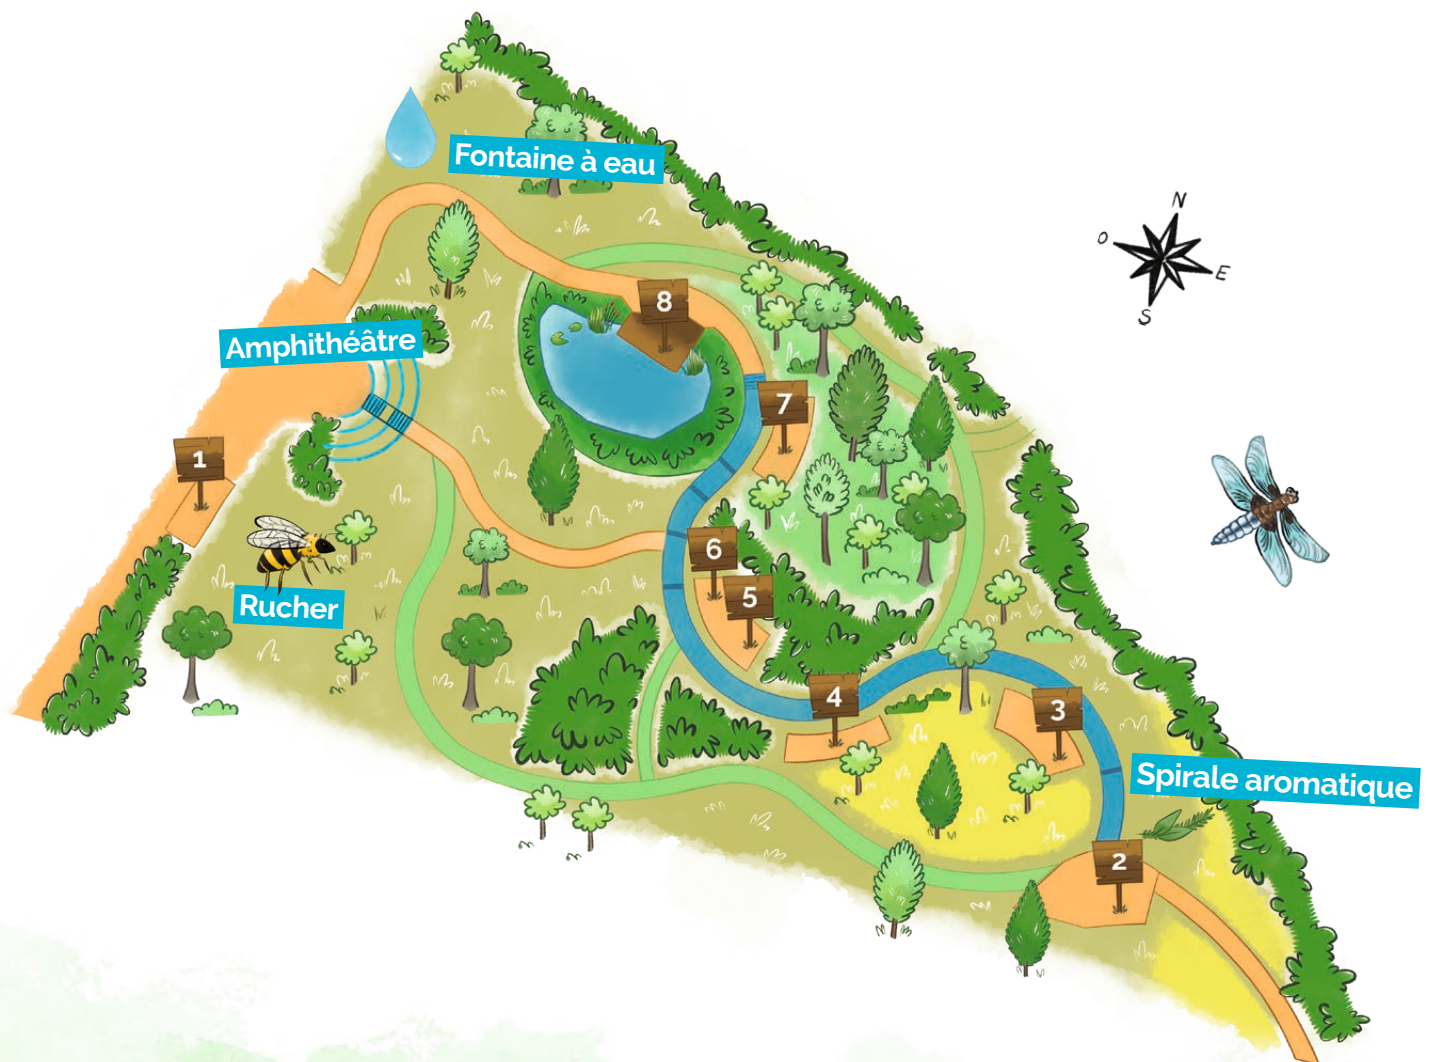 Fontaine à eau
N
O
E
S
8
Amphithéâtre
7
1
6
5
Rucher
4
3
Spirale aromatique
2